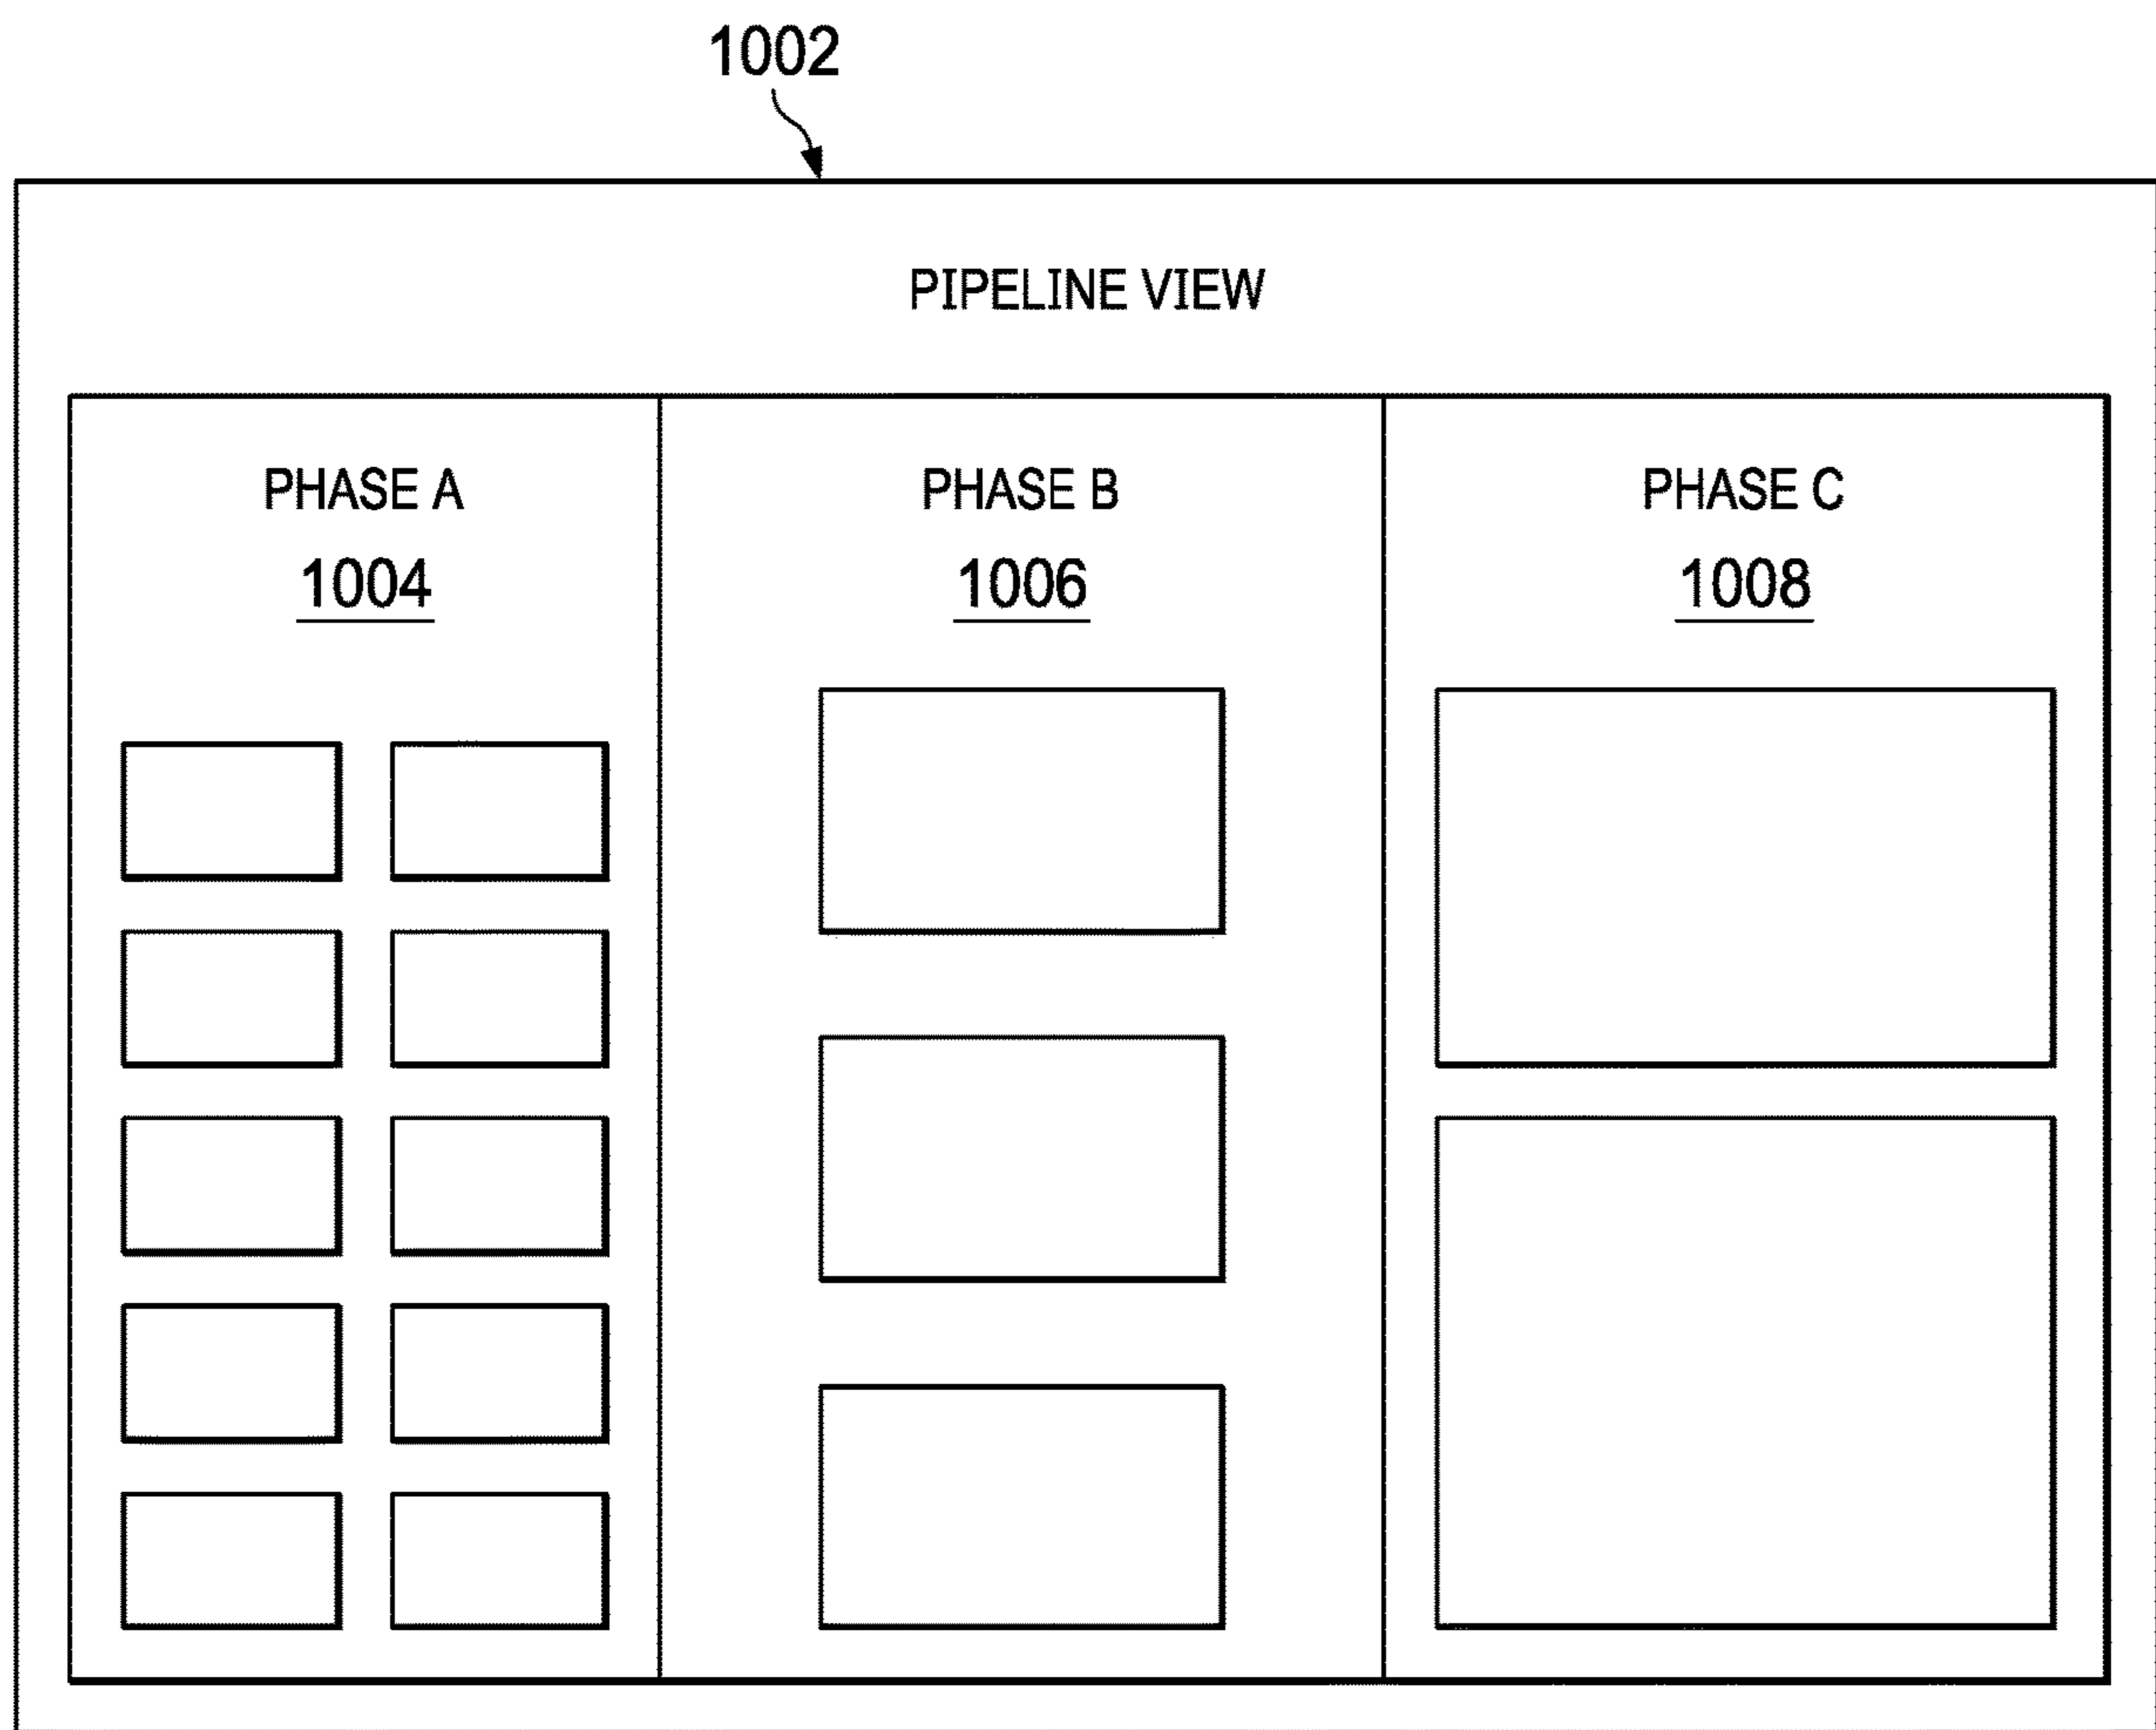 1002
PIPELINE VIEW
PHASE A
1004
PHASE B
1006
PHASE C
1008